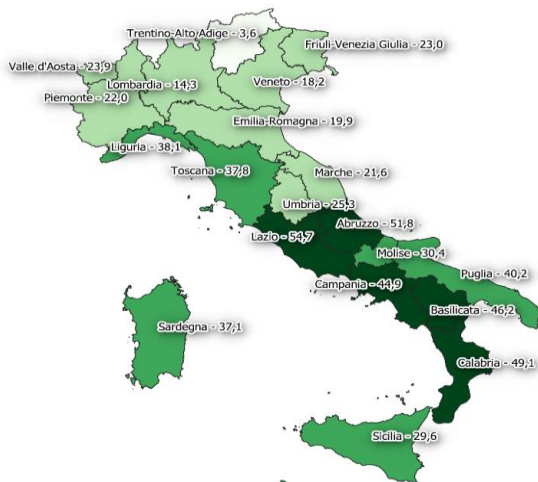 Trentino-Alto Adige - 3,6
Friuli-Venezia Giulia - 23,0
Valle d'Aosta - 23,9
Lombardia - 14,3
Veneto - 18,2
Piemonte - 22,0
Emilia-Romagna - 19,9
Liguria - 38,1
Toscana - 37,8
Marche - 21,6
Umbria - 25,3
Abruzzo - 51,8
Lazio - 54,7
Molise - 30,4
Puglia - 40,2
Campania - 44,9
Basilicata - 46,2
Sardegna - 37,1
Calabria - 49,1
Sicilia - 29,6